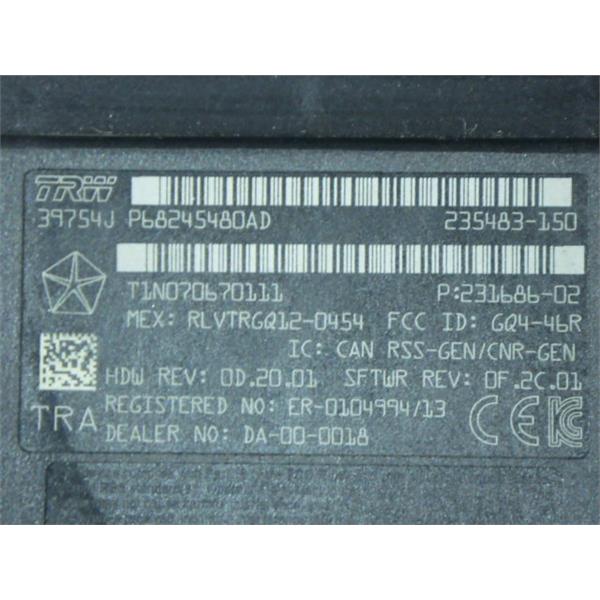 TRW
39754J P68245480AD 235483-150
T1N070670111 P:231686-02
MEX: RLVTRGQ12-0454 FCC ID: GQ4-46R
IC: CAN RSS-GEN/CNR-GEN
HDW REV: 0D.20.01 SFTWR REV: 0F.2C.01
TRA REGISTERED NO: ER-0104994/13
DEALER NO: DA-00-0018
CE